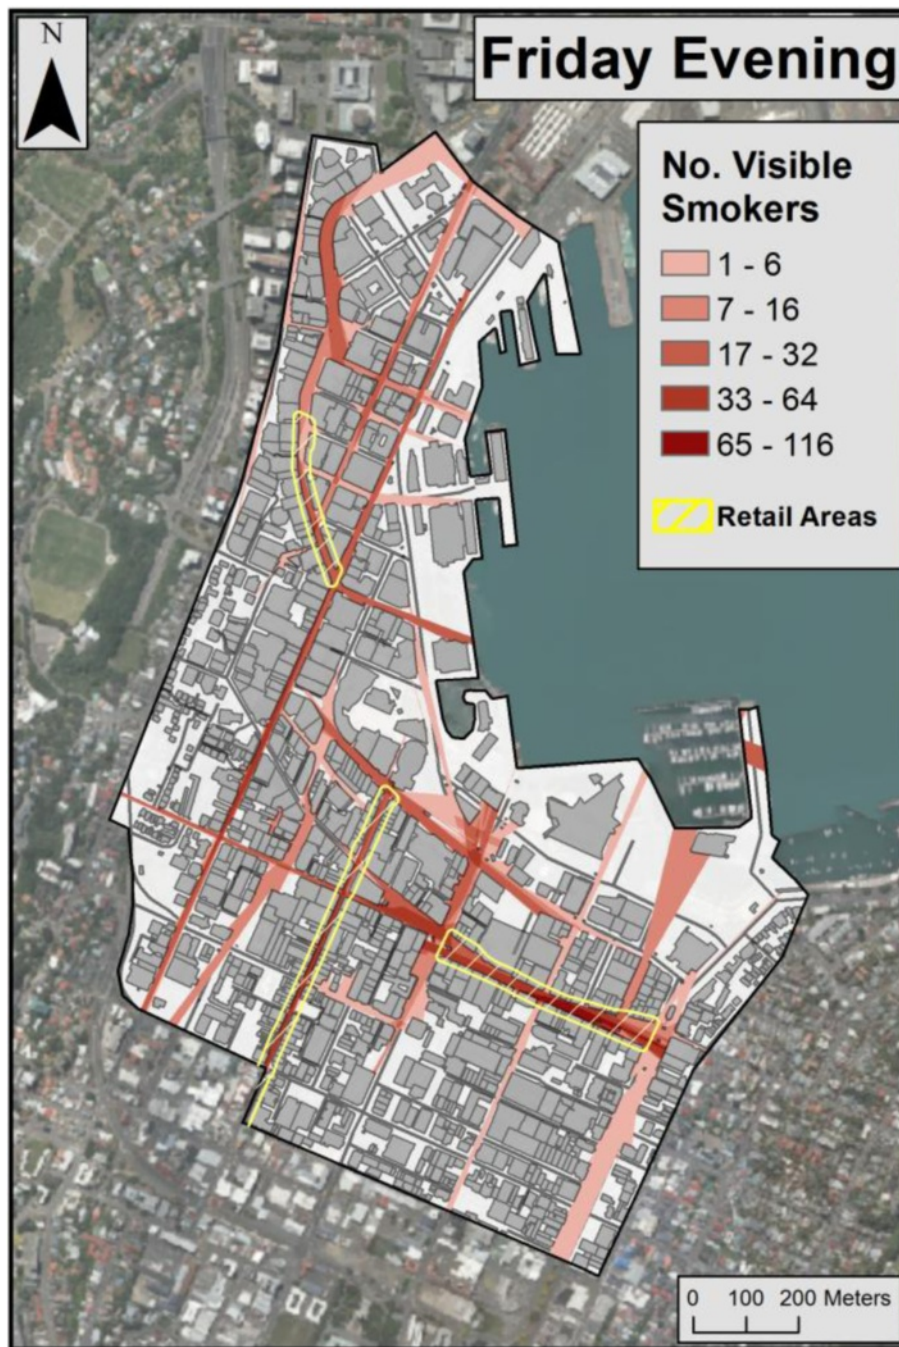 N
Friday Evening
No. Visible
Smokers
1 - 6
7 - 16
17 - 32
33 - 64
65 - 116
Retail Areas
0 100 200 Meters